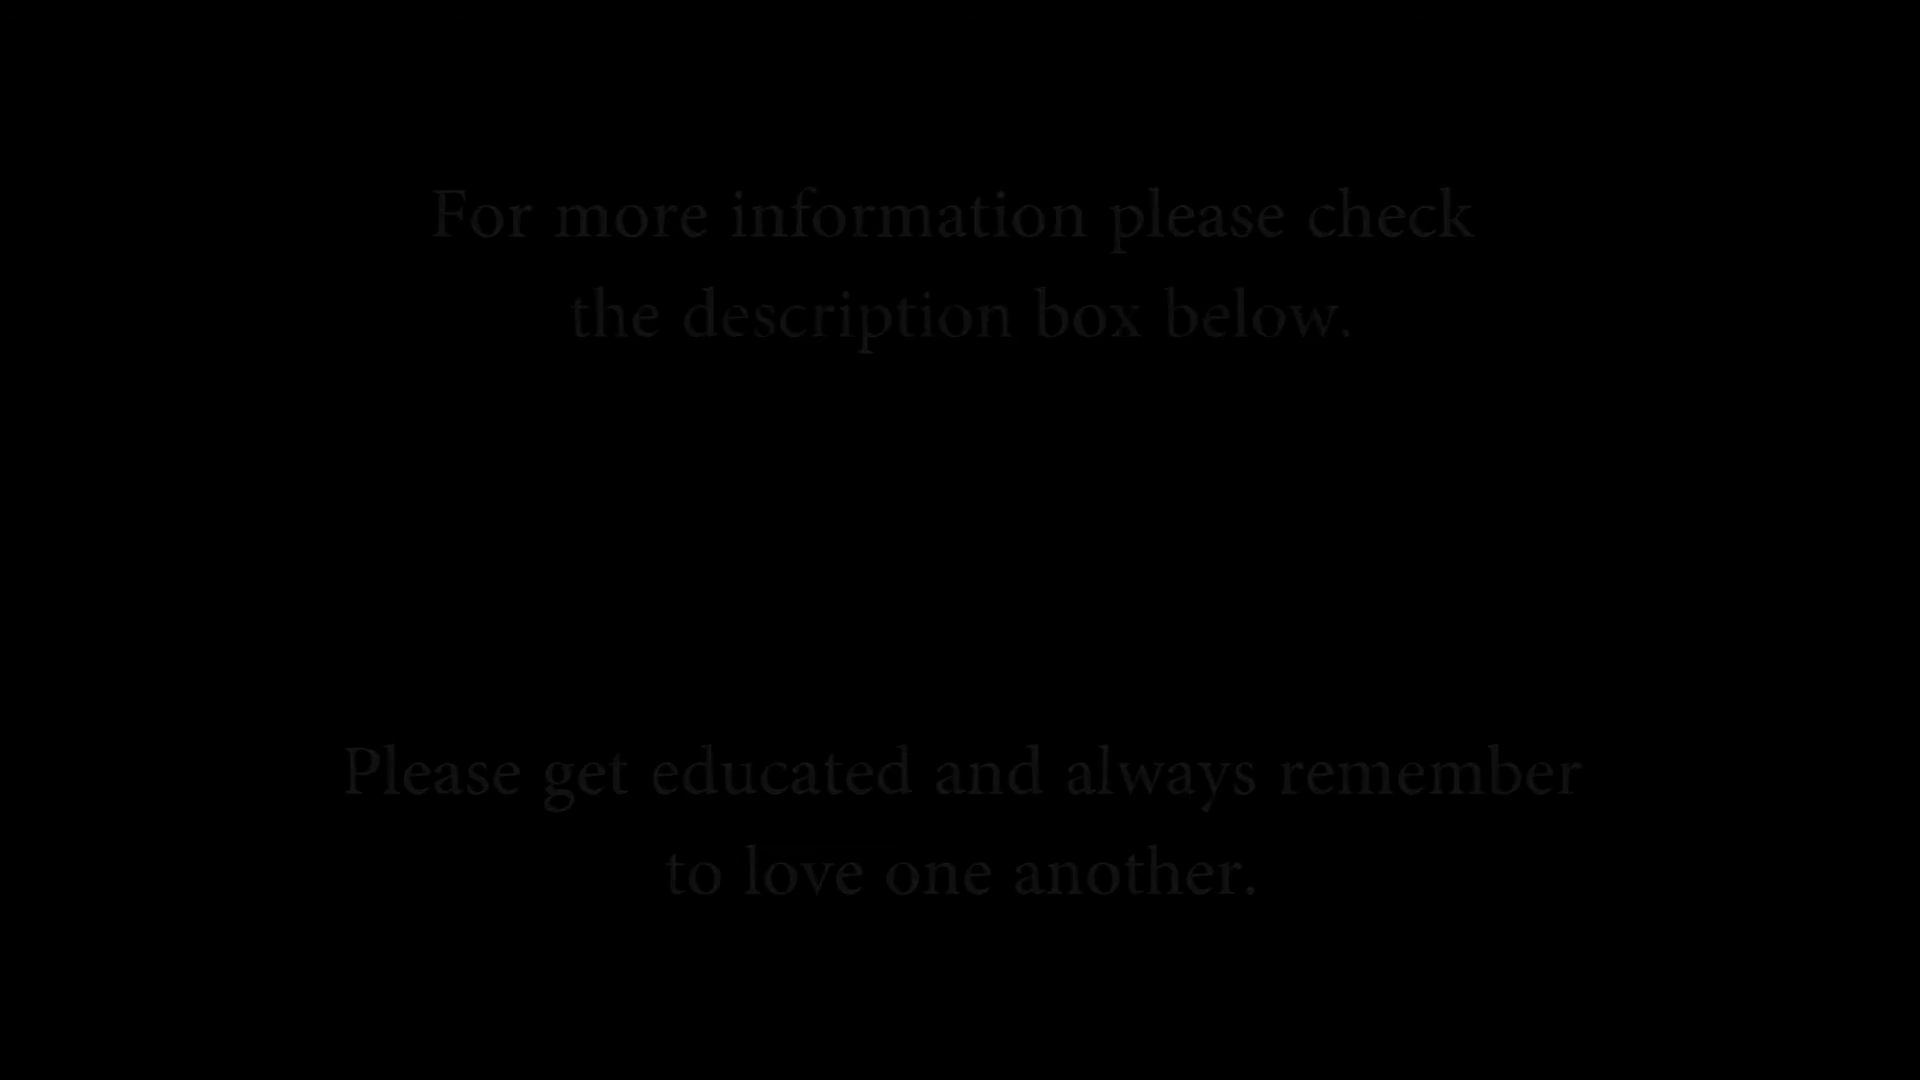 For more information please check
the description box below.
Please get educated and always remember
to love one another.